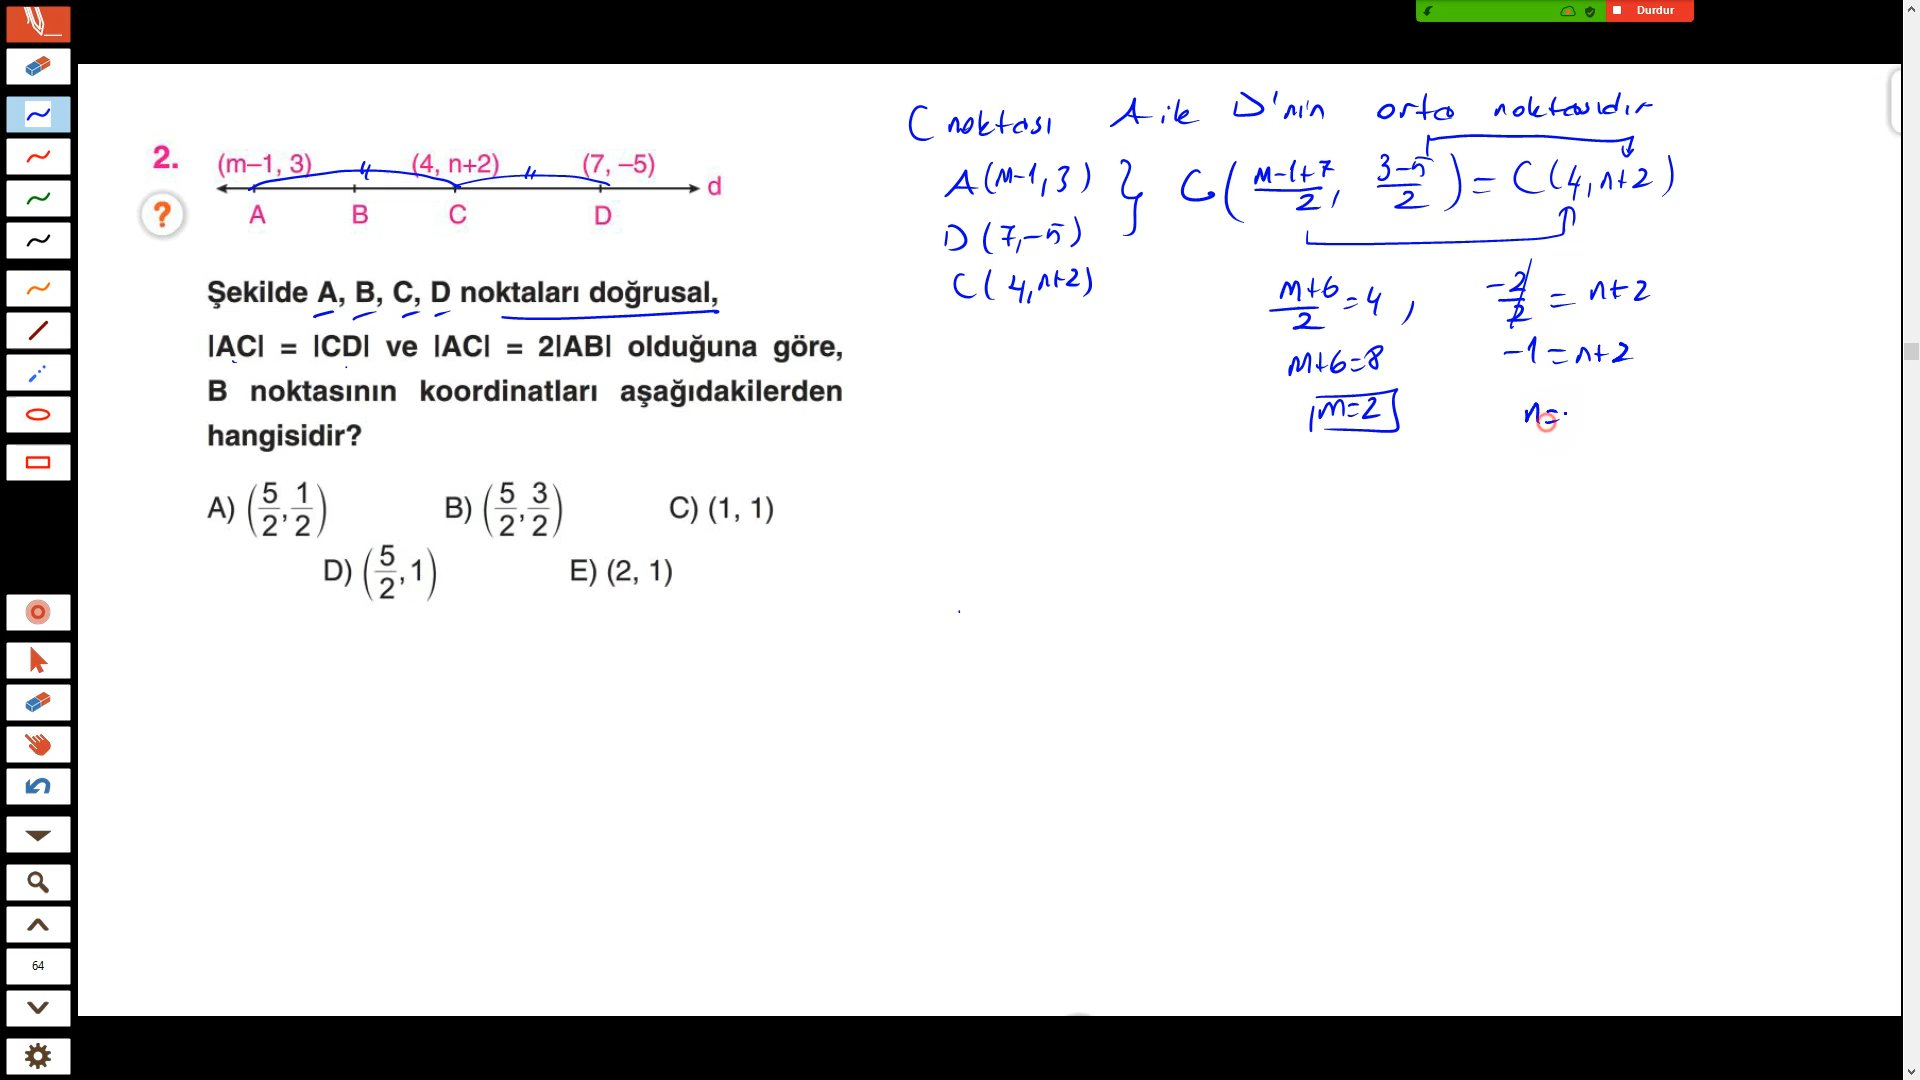 Durdur
2. (m–1, 3) (4, n+2) (7, –5)
d
? A B C D
Şekilde A, B, C, D noktaları doğrusal,
|AC| = |CD| ve |AC| = 2|AB| olduğuna göre,
B noktasının koordinatları aşağıdakilerden
hangisidir?
A) (5/2, 1/2) B) (5/2, 3/2) C) (1, 1)
D) (5/2, 1) E) (2, 1)
C noktası A ile D'nin orta noktasıdır
A(m-1, 3) } C(m-1+7/2, 3-5/2) = C(4, n+2)
D(7, -5)
C(4, n+2)
m+6/2 = 4, -2/2 = n+2
m+6=8 -1=n+2
m=2 n=
64